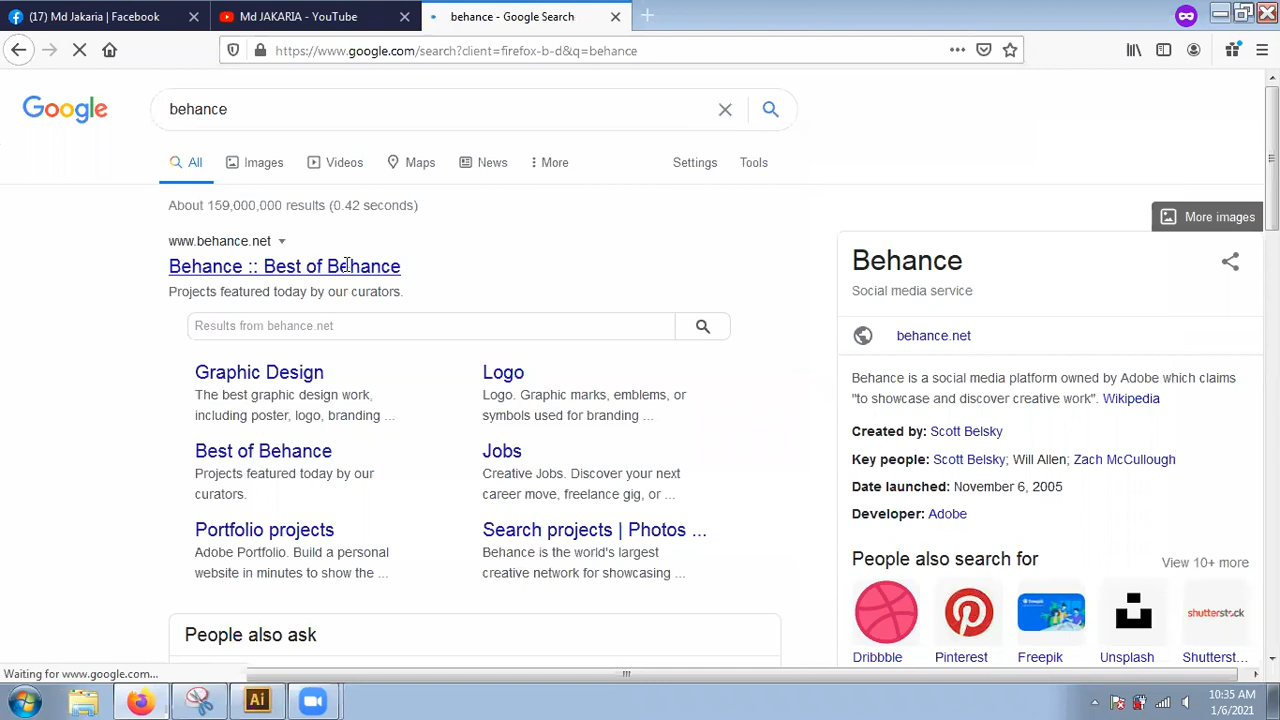 (17) Md Jakaria | Facebook
Md JAKARIA - YouTube
behance - Google Search
https://www.google.com/search?client=firefox-b-d&q=behance
Google
behance
All
Images
Videos
Maps
News
More
Settings
Tools
About 159,000,000 results (0.42 seconds)
More images
www.behance.net
Behance :: Best of Behance
Projects featured today by our curators.
Results from behance.net
Graphic Design
The best graphic design work,
including poster, logo, branding ...
Logo
Logo. Graphic marks, emblems, or
symbols used for branding ...
Best of Behance
Projects featured today by our
curators.
Jobs
Creative Jobs. Discover your next
career move, freelance gig, or ...
Portfolio projects
Adobe Portfolio. Build a personal
website in minutes to show the ...
Search projects | Photos ...
Behance is the world's largest
creative network for showcasing ...
People also ask
Behance
Social media service
behance.net
Behance is a social media platform owned by Adobe which claims
"to showcase and discover creative work". Wikipedia
Created by: Scott Belsky
Key people: Scott Belsky; Will Allen; Zach McCullough
Date launched: November 6, 2005
Developer: Adobe
People also search for
View 10+ more
shutterstock
Dribbble
Pinterest
Freepik
Unsplash
Shutterst...
Waiting for www.google.com...
Ai
10:35 AM
1/6/2021